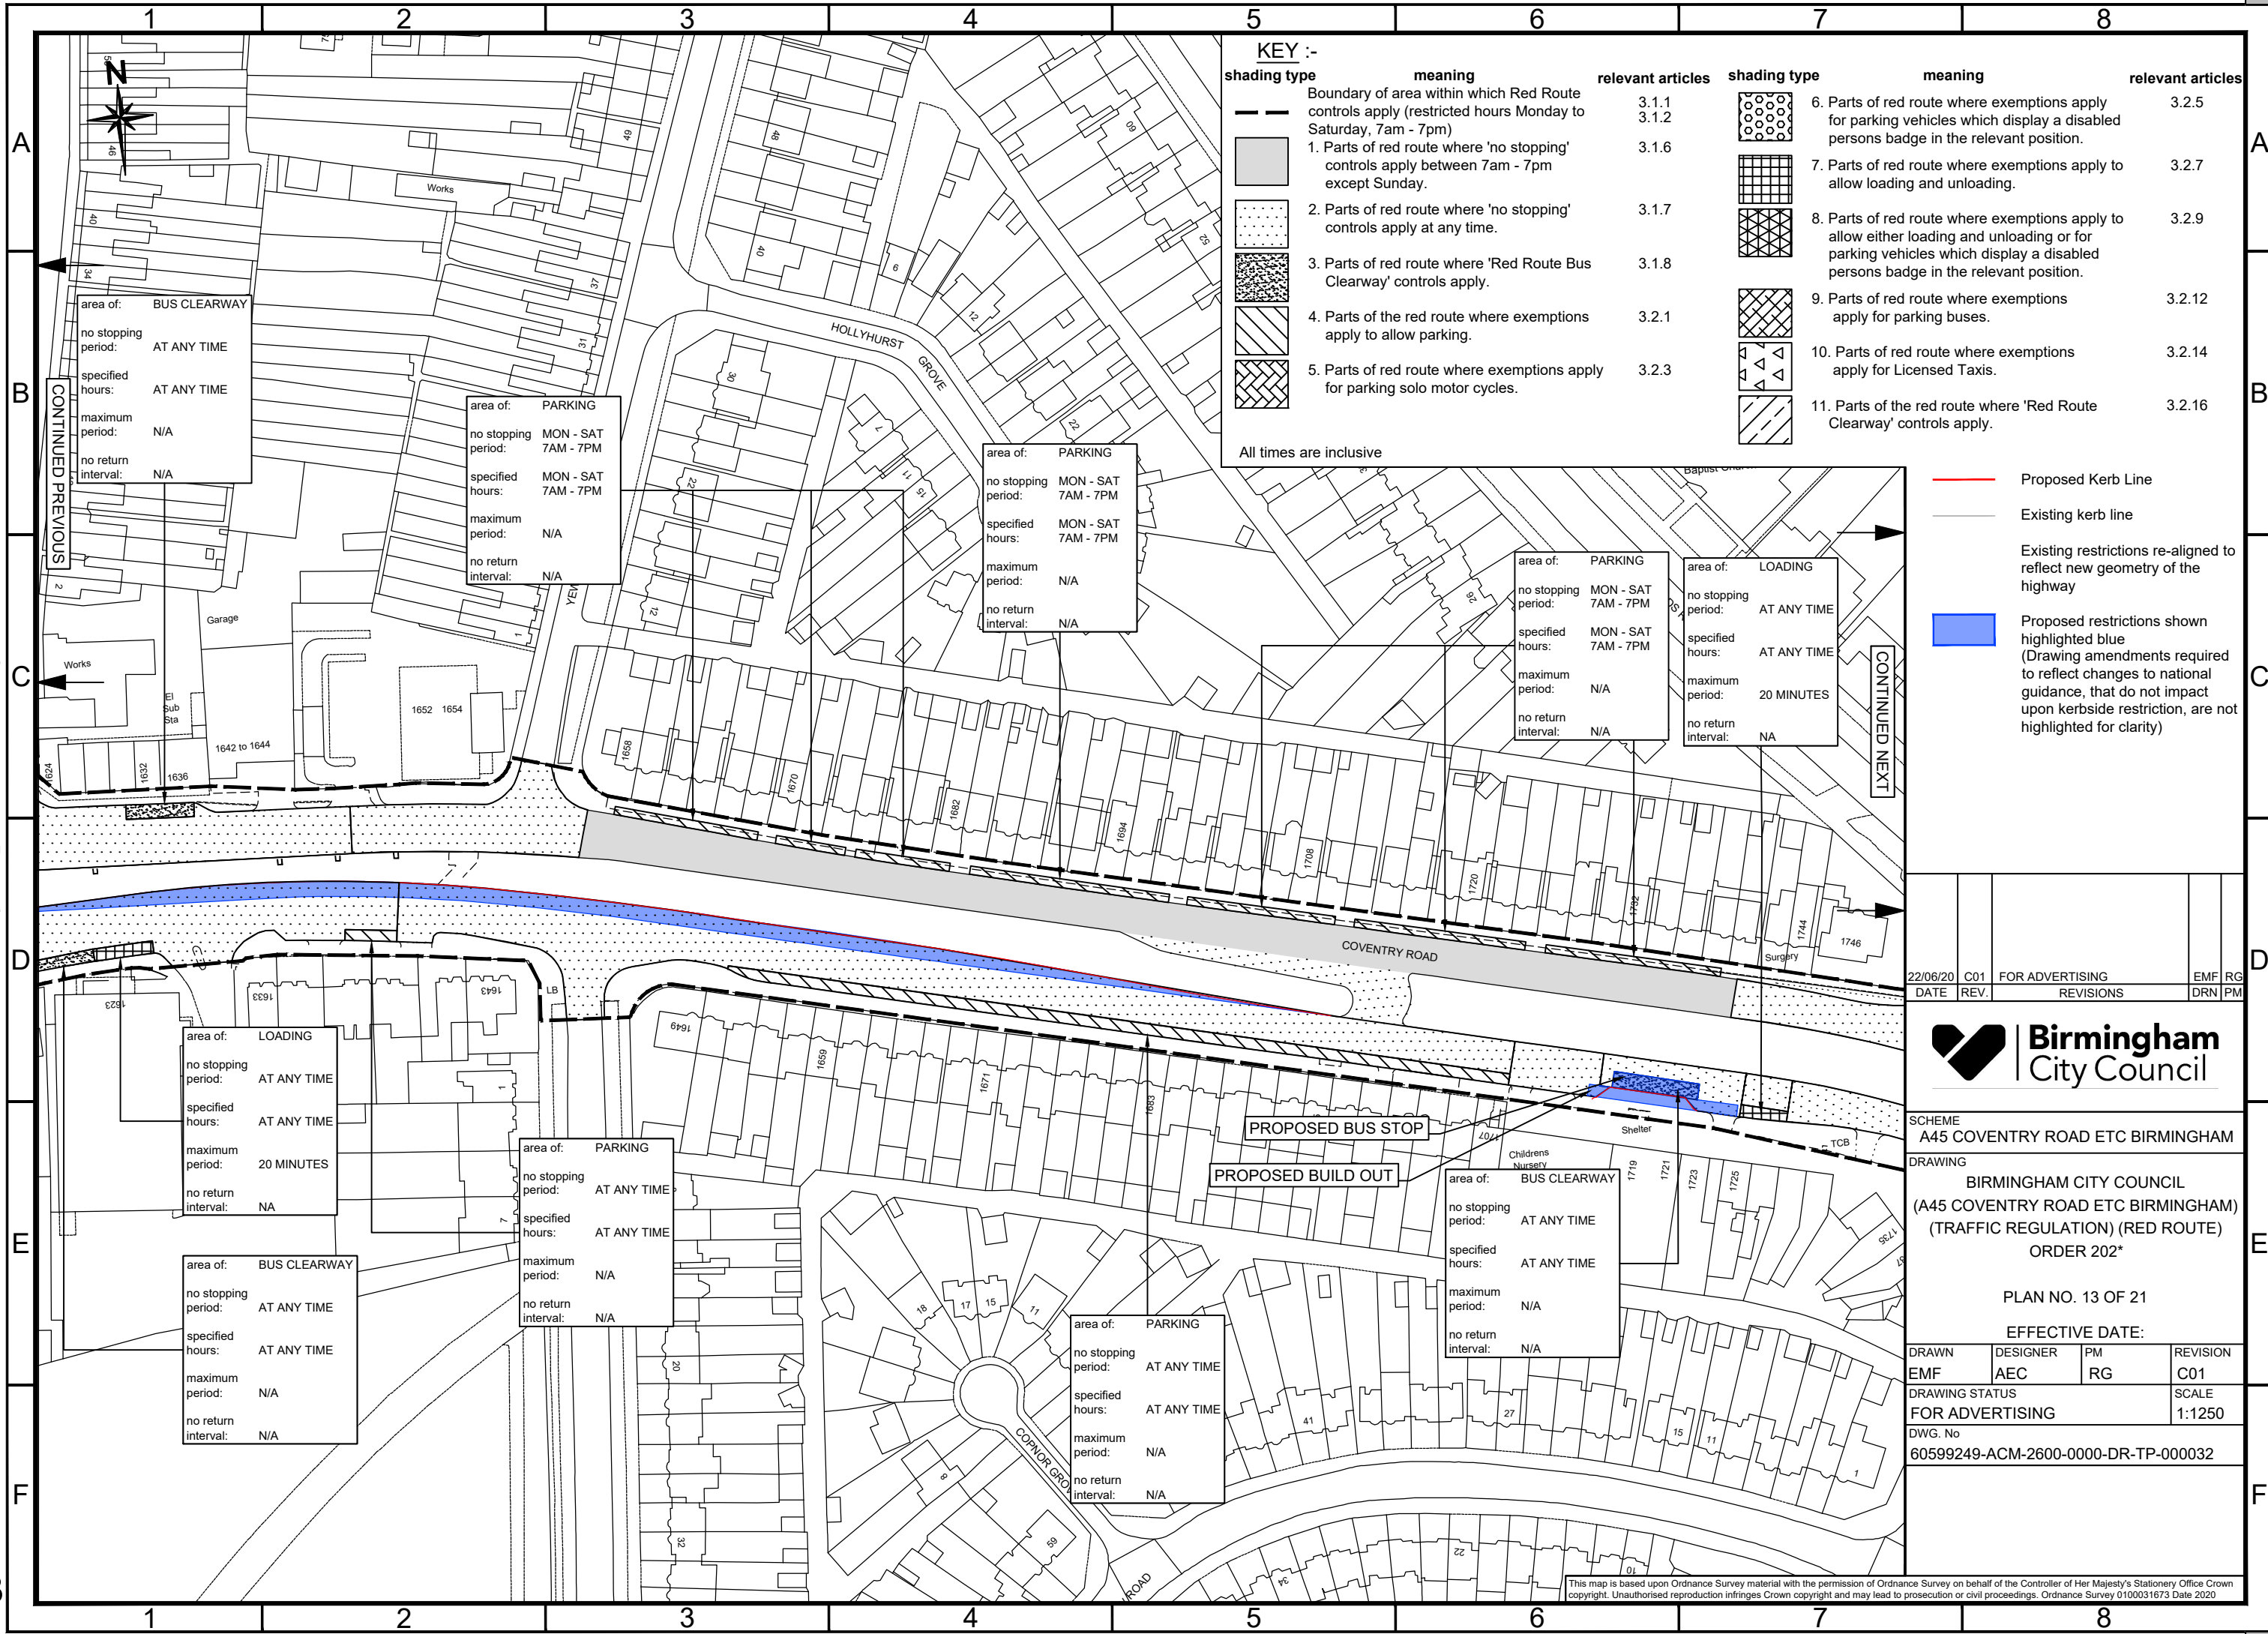 1 2 3 4 5 6 7 8
A
B
C
D
E
F
N
KEY :-
shading type meaning relevant articles
Boundary of area within which Red Route
controls apply (restricted hours Monday to
Saturday, 7am - 7pm)
3.1.1
3.1.2
1. Parts of red route where 'no stopping'
controls apply between 7am - 7pm
except Sunday.
3.1.6
2. Parts of red route where 'no stopping'
controls apply at any time.
3.1.7
3. Parts of red route where 'Red Route Bus
Clearway' controls apply.
3.1.8
4. Parts of the red route where exemptions
apply to allow parking.
3.2.1
5. Parts of red route where exemptions apply
for parking solo motor cycles.
3.2.3
All times are inclusive
shading type meaning relevant articles
6. Parts of red route where exemptions apply
for parking vehicles which display a disabled
persons badge in the relevant position.
3.2.5
7. Parts of red route where exemptions apply to
allow loading and unloading.
3.2.7
8. Parts of red route where exemptions apply to
allow either loading and unloading or for
parking vehicles which display a disabled
persons badge in the relevant position.
3.2.9
9. Parts of red route where exemptions
apply for parking buses.
3.2.12
10. Parts of red route where exemptions
apply for Licensed Taxis.
3.2.14
11. Parts of the red route where 'Red Route
Clearway' controls apply.
3.2.16
Proposed Kerb Line
Existing kerb line
Existing restrictions re-aligned to
reflect new geometry of the
highway
Proposed restrictions shown
highlighted blue
(Drawing amendments required
to reflect changes to national
guidance, that do not impact
upon kerbside restriction, are not
highlighted for clarity)
CONTINUED PREVIOUS
CONTINUED NEXT
area of: BUS CLEARWAY
no stopping
period: AT ANY TIME
specified
hours: AT ANY TIME
maximum
period: N/A
no return
interval: N/A
area of: PARKING
no stopping MON - SAT
period: 7AM - 7PM
specified MON - SAT
hours: 7AM - 7PM
maximum
period: N/A
no return
interval: N/A
area of: PARKING
no stopping MON - SAT
period: 7AM - 7PM
specified MON - SAT
hours: 7AM - 7PM
maximum
period: N/A
no return
interval: N/A
area of: PARKING
no stopping MON - SAT
period: 7AM - 7PM
specified MON - SAT
hours: 7AM - 7PM
maximum
period: N/A
no return
interval: N/A
area of: LOADING
no stopping
period: AT ANY TIME
specified
hours: AT ANY TIME
maximum
period: 20 MINUTES
no return
interval: NA
Works
HOLLYHURST
GROVE
Garage
Works
El
Sub
Sta
1652 1654
1642 to 1644
1624
1632
1636
1658
1670
1682
1694
1708
1720
1732
1744
1746
Surgery
COVENTRY ROAD
1623
1633
1643
LB
1649
1659
1671
1683
1707
PROPOSED BUS STOP
PROPOSED BUILD OUT
Shelter
TCB
Childrens
Nursery
1719
1721
1723
1725
1735
area of: LOADING
no stopping
period: AT ANY TIME
specified
hours: AT ANY TIME
maximum
period: 20 MINUTES
no return
interval: NA
area of: PARKING
no stopping
period: AT ANY TIME
specified
hours: AT ANY TIME
maximum
period: N/A
no return
interval: N/A
area of: BUS CLEARWAY
no stopping
period: AT ANY TIME
specified
hours: AT ANY TIME
maximum
period: N/A
no return
interval: N/A
area of: BUS CLEARWAY
no stopping
period: AT ANY TIME
specified
hours: AT ANY TIME
maximum
period: N/A
no return
interval: N/A
area of: PARKING
no stopping
period: AT ANY TIME
specified
hours: AT ANY TIME
maximum
period: N/A
no return
interval: N/A
COPNOR
ROAD
22/06/20 C01 FOR ADVERTISING EMF RG
DATE REV. REVISIONS DRN PM
Birmingham
City Council
SCHEME
A45 COVENTRY ROAD ETC BIRMINGHAM
DRAWING
BIRMINGHAM CITY COUNCIL
(A45 COVENTRY ROAD ETC BIRMINGHAM)
(TRAFFIC REGULATION) (RED ROUTE)
ORDER 202*
PLAN NO. 13 OF 21
EFFECTIVE DATE:
DRAWN DESIGNER PM REVISION
EMF AEC RG C01
DRAWING STATUS SCALE
FOR ADVERTISING 1:1250
DWG. No
60599249-ACM-2600-0000-DR-TP-000032
This map is based upon Ordnance Survey material with the permission of Ordnance Survey on behalf of the Controller of Her Majesty's Stationery Office Crown
copyright. Unauthorised reproduction infringes Crown copyright and may lead to prosecution or civil proceedings. Ordnance Survey 0100031673 Date 2020
1 2 3 4 5 6 7 8